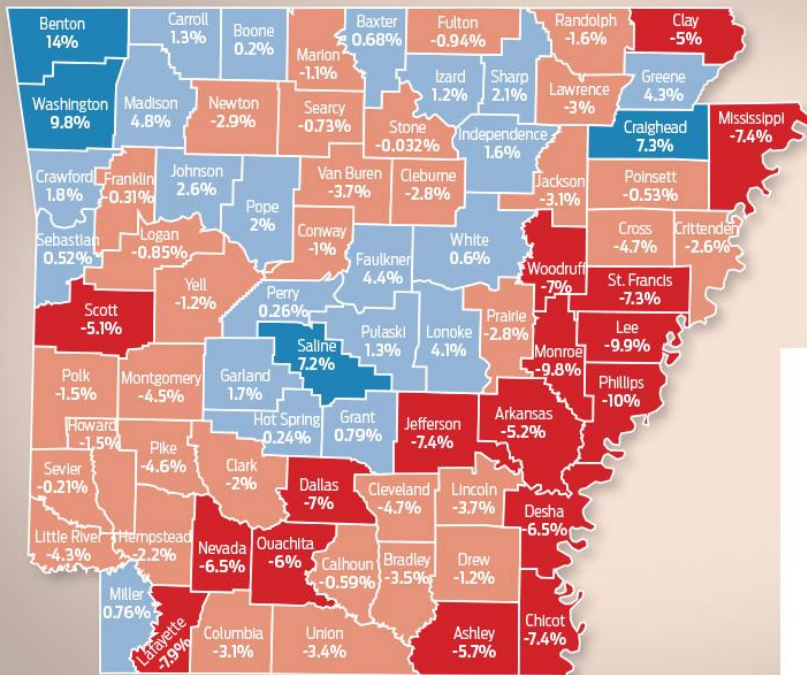 Benton
14%
Carroll
1.3%
Boone
0.2%
Marion
-1.1%
Baxter
0.68%
Fulton
-0.94%
Randolph
-1.6%
Clay
-5%
Washington
9.8%
Madison
4.8%
Newton
-2.9%
Searcy
-0.73%
Stone
-0.032%
Izard
1.2%
Sharp
2.1%
Lawrence
-3%
Greene
4.3%
Independence
1.6%
Craighead
7.3%
Mississippi
-7.4%
Crawford
1.8%
Franklin
-0.31%
Johnson
2.6%
Pope
2%
Van Buren
-3.7%
Cleburne
-2.8%
Jackson
-3.1%
Poinsett
-0.53%
Sebastian
0.52%
Logan
-0.85%
Conway
-1%
Faulkner
4.4%
White
0.6%
Woodruff
-7%
Cross
-4.7%
Crittenden
-2.6%
Scott
-5.1%
Yell
-1.2%
Perry
0.26%
Saline
7.2%
Pulaski
1.3%
Lonoke
4.1%
Prairie
-2.8%
St. Francis
-7.3%
Lee
-9.9%
Monroe
-9.8%
Phillips
-10%
Polk
-1.5%
Montgomery
-4.5%
Garland
1.7%
Hot Spring
0.24%
Grant
0.79%
Jefferson
-7.4%
Arkansas
-5.2%
Howard
-1.5%
Pike
-4.6%
Clark
-2%
Dallas
-7%
Cleveland
-4.7%
Lincoln
-3.7%
Desha
-6.5%
Sevier
-0.21%
Little River
-4.3%
Hempstead
-2.2%
Nevada
-6.5%
Ouachita
-6%
Calhoun
-0.59%
Bradley
-3.5%
Drew
-1.2%
Miller
0.76%
Lafayette
-7.9%
Columbia
-3.1%
Union
-3.4%
Ashley
-5.7%
Chicot
-7.4%